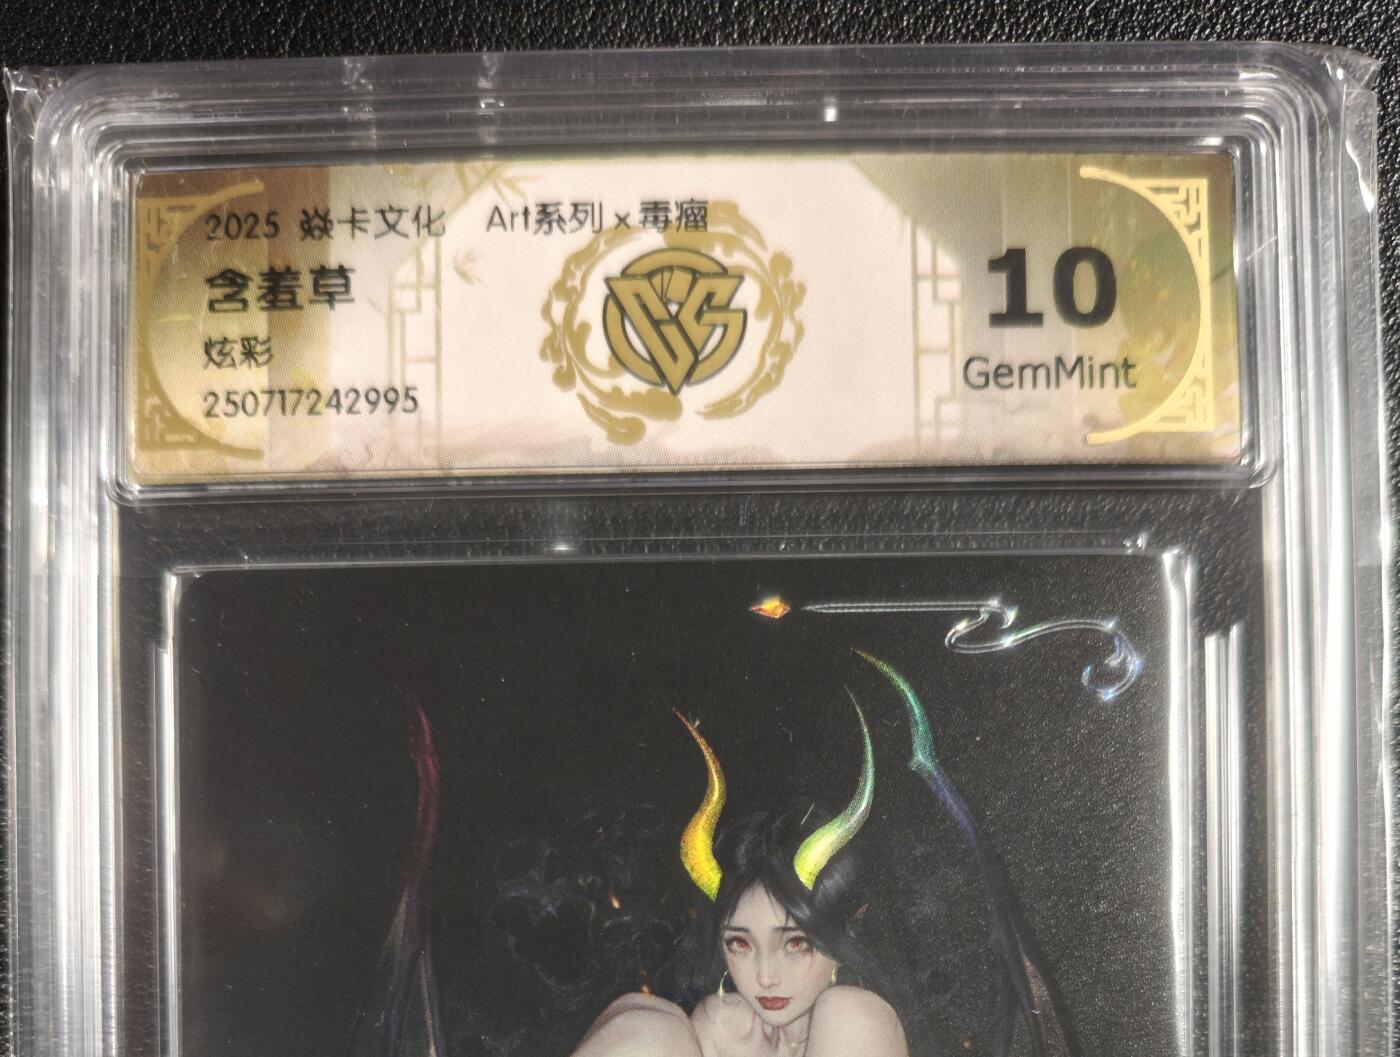 2025 焱卡文化 Art系列×毒瘤
含羞草
炫彩
250717242995
10
GemMint